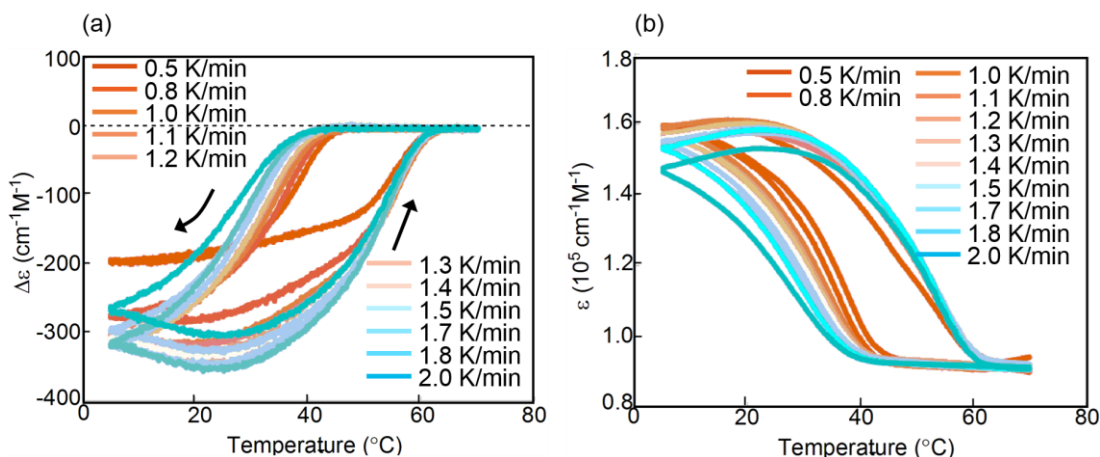 (a)
100
0
-100
-200
-300
-400
0
20
40
60
80
Δε (cm⁻¹M⁻¹)
Temperature (°C)
0.5 K/min
0.8 K/min
1.0 K/min
1.1 K/min
1.2 K/min
1.3 K/min
1.4 K/min
1.5 K/min
1.7 K/min
1.8 K/min
2.0 K/min
(b)
1.8
1.6
1.4
1.2
1.0
0.8
0
20
40
60
80
ε (10⁵ cm⁻¹M⁻¹)
Temperature (°C)
0.5 K/min
0.8 K/min
1.0 K/min
1.1 K/min
1.2 K/min
1.3 K/min
1.4 K/min
1.5 K/min
1.7 K/min
1.8 K/min
2.0 K/min